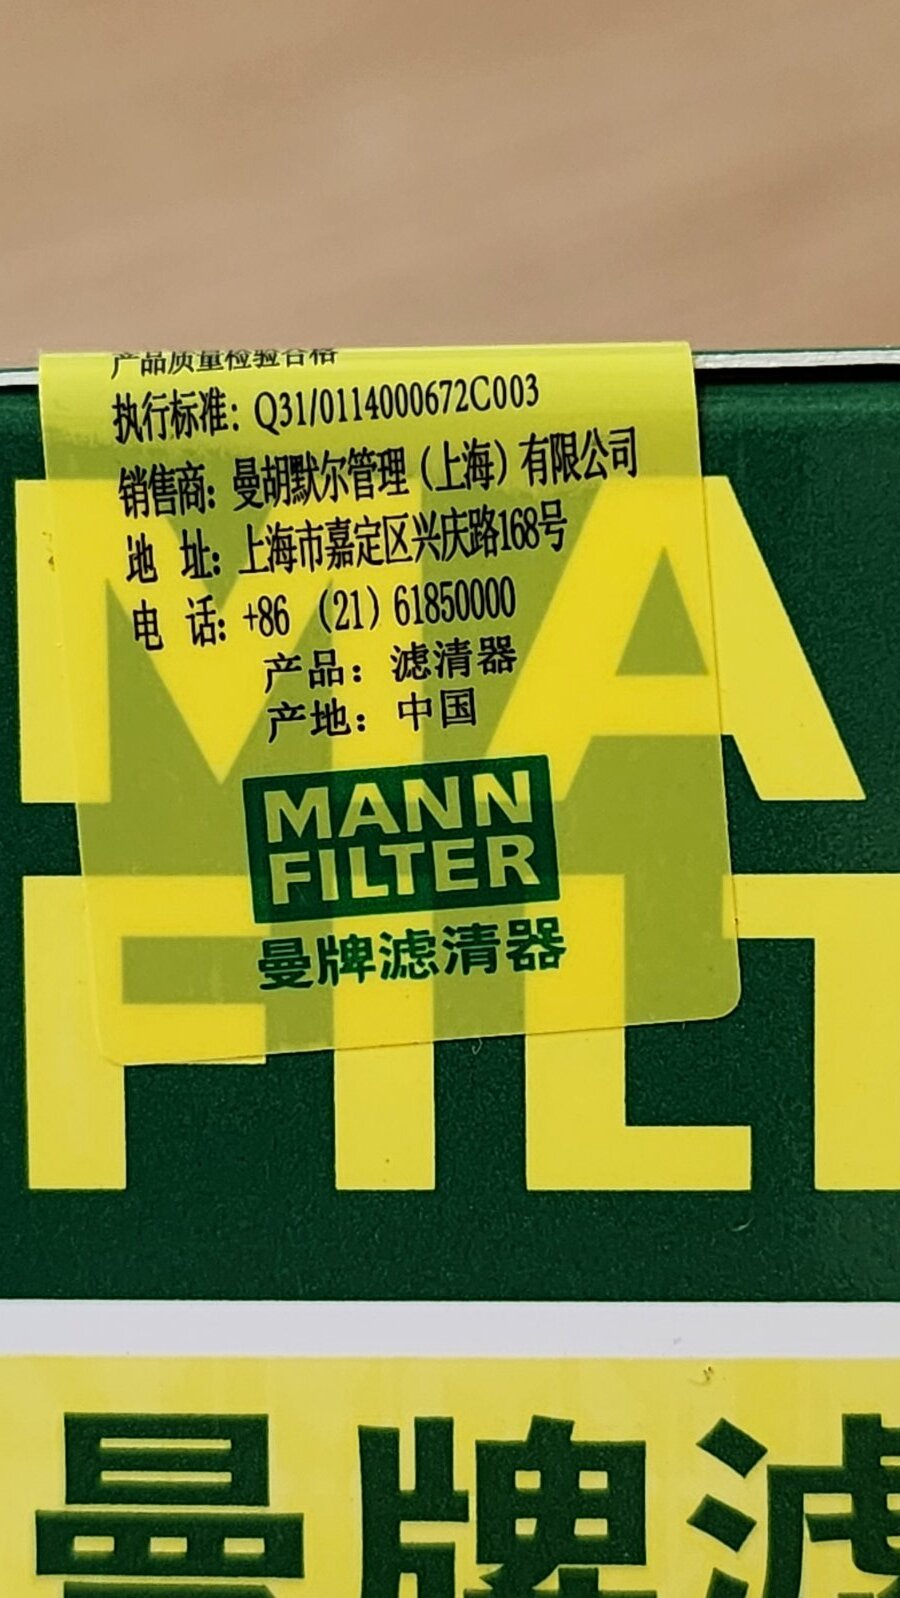 产品质量检验合格
执行标准：Q31/0114000672C003
销售商：曼胡默尔管理（上海）有限公司
地 址：上海市嘉定区兴庆路168号
电 话：+86 （21）61850000
产品：滤清器
产地：中国
MANN
FILTER
曼牌滤清器
MA
FILT
曼牌滤